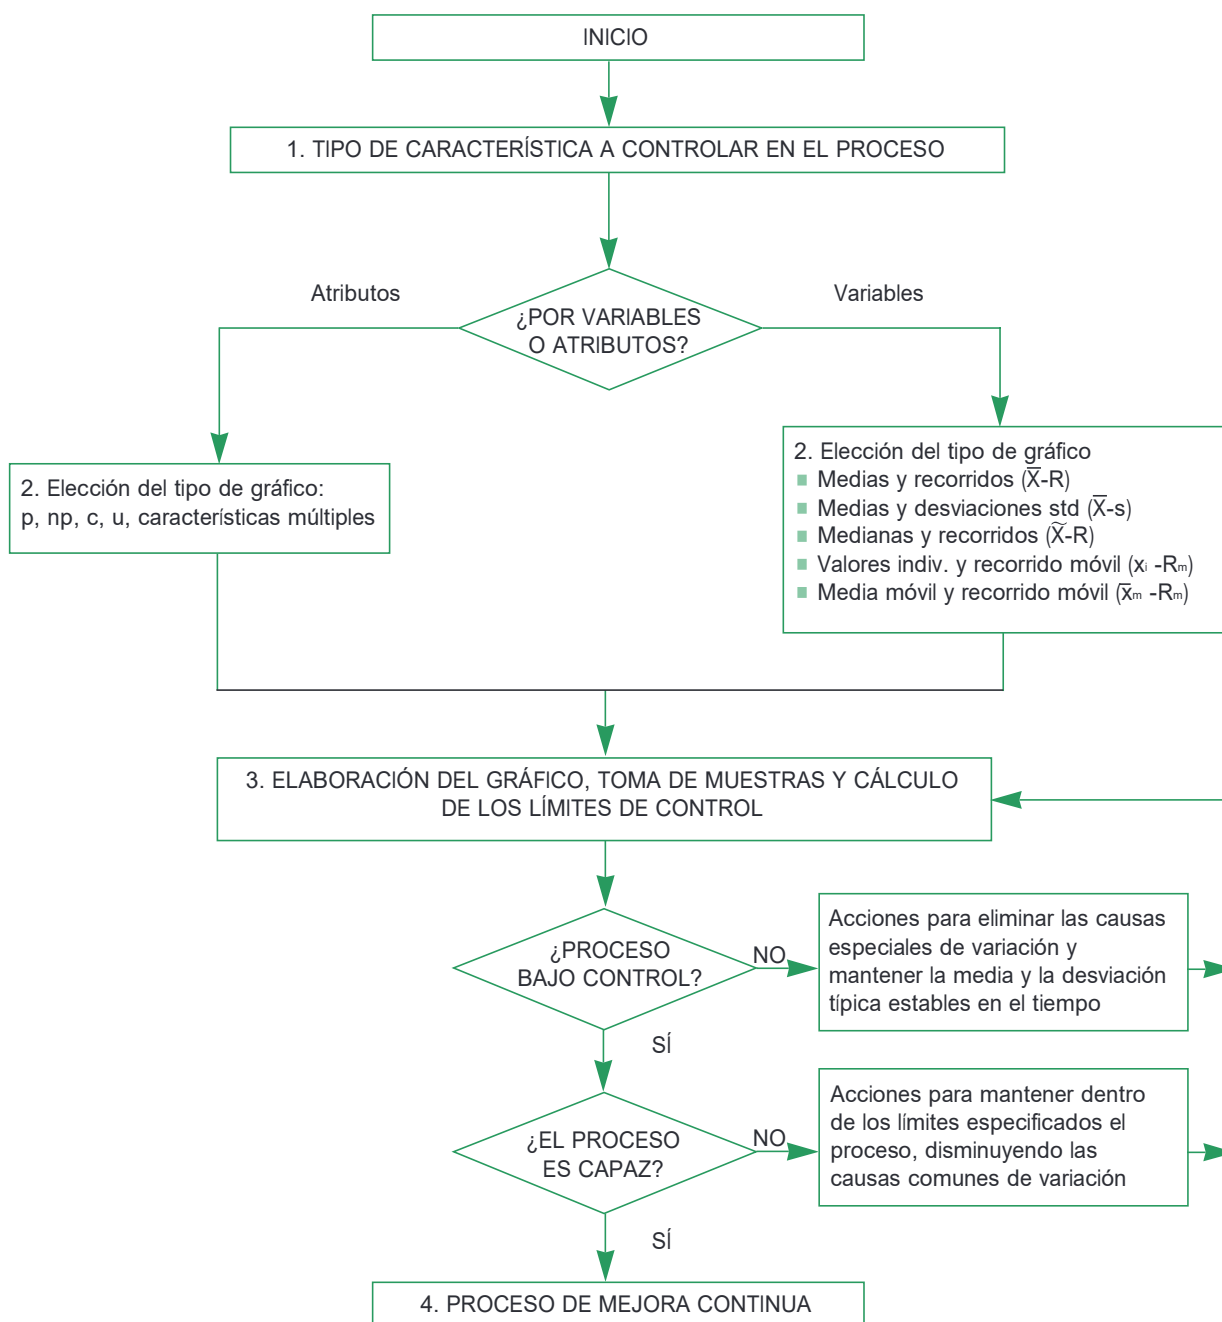 INICIO
1. TIPO DE CARACTERÍSTICA A CONTROLAR EN EL PROCESO
Atributos
Variables
¿POR VARIABLES
O ATRIBUTOS?
2. Elección del tipo de gráfico:
p, np, c, u, características múltiples
2. Elección del tipo de gráfico
Medias y recorridos (X̅-R)
Medias y desviaciones std (X̅-s)
Medianas y recorridos (X̃-R)
Valores indiv. y recorrido móvil (xᵢ -Rₘ)
Media móvil y recorrido móvil (x̅ₘ -Rₘ)
3. ELABORACIÓN DEL GRÁFICO, TOMA DE MUESTRAS Y CÁLCULO
DE LOS LÍMITES DE CONTROL
¿PROCESO
BAJO CONTROL?
NO
Acciones para eliminar las causas
especiales de variación y
mantener la media y la desviación
típica estables en el tiempo
SÍ
¿EL PROCESO
ES CAPAZ?
NO
Acciones para mantener dentro
de los límites especificados el
proceso, disminuyendo las
causas comunes de variación
SÍ
4. PROCESO DE MEJORA CONTINUA